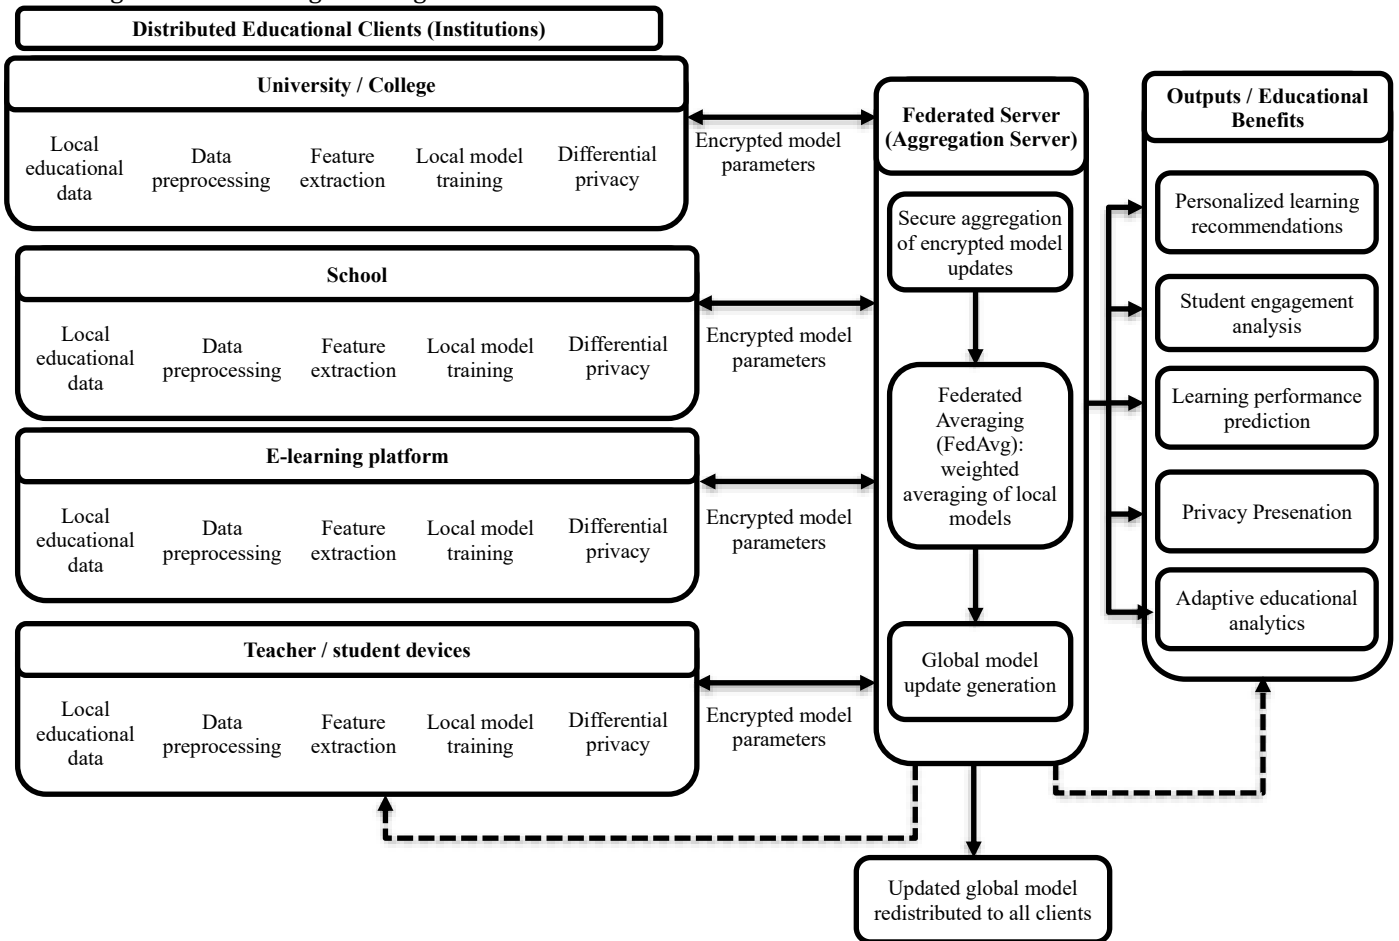 Distributed Educational Clients (Institutions)
University / College
Local
educational
data
Data
preprocessing
Feature
extraction
Local model
training
Differential
privacy
Encrypted model
parameters
School
Local
educational
data
Data
preprocessing
Feature
extraction
Local model
training
Differential
privacy
Encrypted model
parameters
E-learning platform
Local
educational
data
Data
preprocessing
Feature
extraction
Local model
training
Differential
privacy
Encrypted model
parameters
Teacher / student devices
Local
educational
data
Data
preprocessing
Feature
extraction
Local model
training
Differential
privacy
Encrypted model
parameters
Federated Server
(Aggregation Server)
Secure aggregation
of encrypted model
updates
Federated
Averaging
(FedAvg):
weighted
averaging of local
models
Global model
update generation
Updated global model
redistributed to all clients
Outputs / Educational
Benefits
Personalized learning
recommendations
Student engagement
analysis
Learning performance
prediction
Privacy Presenation
Adaptive educational
analytics